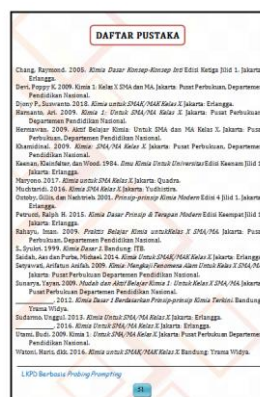 DAFTAR PUSTAKA
Chang, Raymond. 2005. Kimia Dasar Konsep-Konsep Inti Edisi Ketiga Jilid 1. Jakarta:
Erlangga.
Devi, Poppy K. 2009. Kimia 1: Kelas X SMA dan MA. Jakarta: Pusat Perbukuan, Departemen
Pendidikan Nasional.
Djony P., Suswanto. 2018. Kimia untuk SMAK/MAK Kelas X. Jakarta: Erlangga.
Harnanto, Ari. 2009. Kimia 1: Untuk SMA/MA Kelas X. Jakarta: Pusat Perbukuan
Departaman Pendidikan Nasional.
Hermawan. 2009. Aktif Belajar Kimia: Untuk SMA dan MA Kelas X. Jakarta: Pusat
Perbukuan, Departemen Pendidikan Nasional.
Khamidinal. 2009. Kimia: SMA/MA Kelas X. Jakarta: Pusat Perbukuan Departemen
Pendidikan Nasional.
Keenan, Kleinfelter, dan Wood. 1984. Ilmu Kimia Untuk Universitas Edisi Keenam Jilid 1.
Jakarta: Erlangga.
Maryono. 2017. Kimia untuk SMA Kelas X. Jakarta: Quadra.
Muchtaridi. 2016. Kimia SMA Kelas X. Jakarta: Yudhistira.
Oxtoby, Gillis, dan Nachtrieb. 2001. Prinsip-prinsip Kimia Modern Edisi 4 Jilid 1. Jakarta:
Erlangga.
Petrucci, Ralph H. 2015. Kimia Dasar Prinsip & Terapan Modern Edisi Keempat Jilid 1.
Jakarta: Erlangga.
Rahayu, Iman. 2009. Praktis Belajar Kimia untuk Kelas X SMA/MA. Jakarta: Pusat
Perbukuan, Departemen Pendidikan Nasional.
S., Syukri. 1999. Kimia Dasar 2. Bandung: ITB.
Saidah, Aas dan Purba, Michael. 2014. Kimia Untuk SMAK/MAK Kelas X. Jakarta: Erlangga.
Setyawati, Arifatun Anifah. 2009. Kimia: Mengkaji Fenomena Alam Untuk Kelas X SMA/MA.
Jakarta: Pusat Perbukuan Departemen Pendidikan Nasional.
Sunarya, Yayan. 2009. Mudah dan Aktif Belajar Kimia 1: Untuk Kelas X SMA/MA. Jakarta:
Pusat Perbukuan Departemen Pendidikan Nasional.
________. 2012. Kimia Dasar 1 Berdasarkan Prinsip-prinsip Kimia Terkini. Bandung:
Yrama Widya.
Sudarmo, Unggul. 2013. Kimia Untuk SMA/MA Kelas X. Jakarta: Erlangga.
________. 2016. Kimia Untuk SMA/MA Kelas X. Jakarta: Erlangga.
Utami, Budi. 2009. Kimia 1: Untuk SMA/MA Kelas X. Jakarta: Pusat Perbukuan Departemen
Pendidikan Nasional.
Watoni, Haris, dkk. 2016. Kimia untuk SMAK/MAK Kelas X. Bandung: Yrama Widya.
LKPD Berbasis Probing Prompting
51